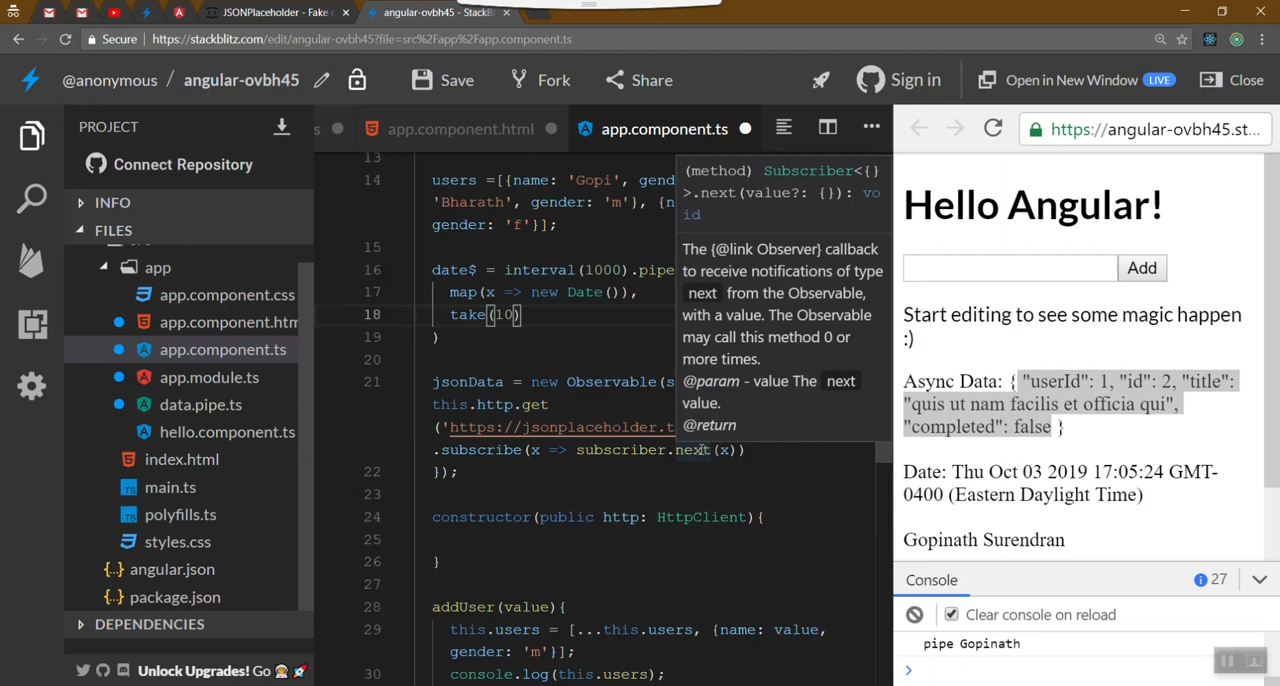 JSONPlaceholder - Fake
angular-ovbh45 - StackB
Secure https://stackblitz.com/edit/angular-ovbh45?file=src%2Fapp%2Fapp.component.ts
@anonymous / angular-ovbh45 Save Fork Share Sign in Open in New Window LIVE Close
PROJECT
Connect Repository
INFO
FILES
app
app.component.css
app.component.htm
app.component.ts
app.module.ts
data.pipe.ts
hello.component.ts
index.html
main.ts
polyfills.ts
styles.css
{..} angular.json
{..} package.json
DEPENDENCIES
Unlock Upgrades! Go
s app.component.html app.component.ts
13
14 users =[{name: 'Gopi', gend
'Bharath', gender: 'm'}, {n
gender: 'f'}];
15
16 date$ = interval(1000).pipe
17 map(x => new Date()),
18 take(10)
19 )
20
21 jsonData = new Observable(s
this.http.get
('https://jsonplaceholder.t
.subscribe(x => subscriber.next(x))
22 });
23
24 constructor(public http: HttpClient){
25
26 }
27
28 addUser(value){
29 this.users = [...this.users, {name: value,
gender: 'm'}];
30 console.log(this.users);
(method) Subscriber<{}
>.next(value?: {}): vo
id
The {@link Observer} callback
to receive notifications of type
next from the Observable,
with a value. The Observable
may call this method 0 or
more times.
@param - value The next
value.
@return
https://angular-ovbh45.st...
Hello Angular!
Add
Start editing to see some magic happen
:)
Async Data: { "userId": 1, "id": 2, "title":
"quis ut nam facilis et officia qui",
"completed": false }
Date: Thu Oct 03 2019 17:05:24 GMT-
0400 (Eastern Daylight Time)
Gopinath Surendran
Console 27
Clear console on reload
pipe Gopinath